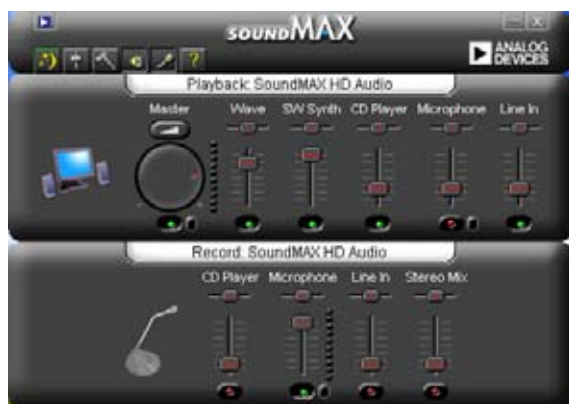 soundMAX
ANALOG
DEVICES
?
Playback: SoundMAX HD Audio
Master Wave SW Synth CD Player Microphone Line In
Record: SoundMAX HD Audio
CD Player Microphone Line In Stereo Mix